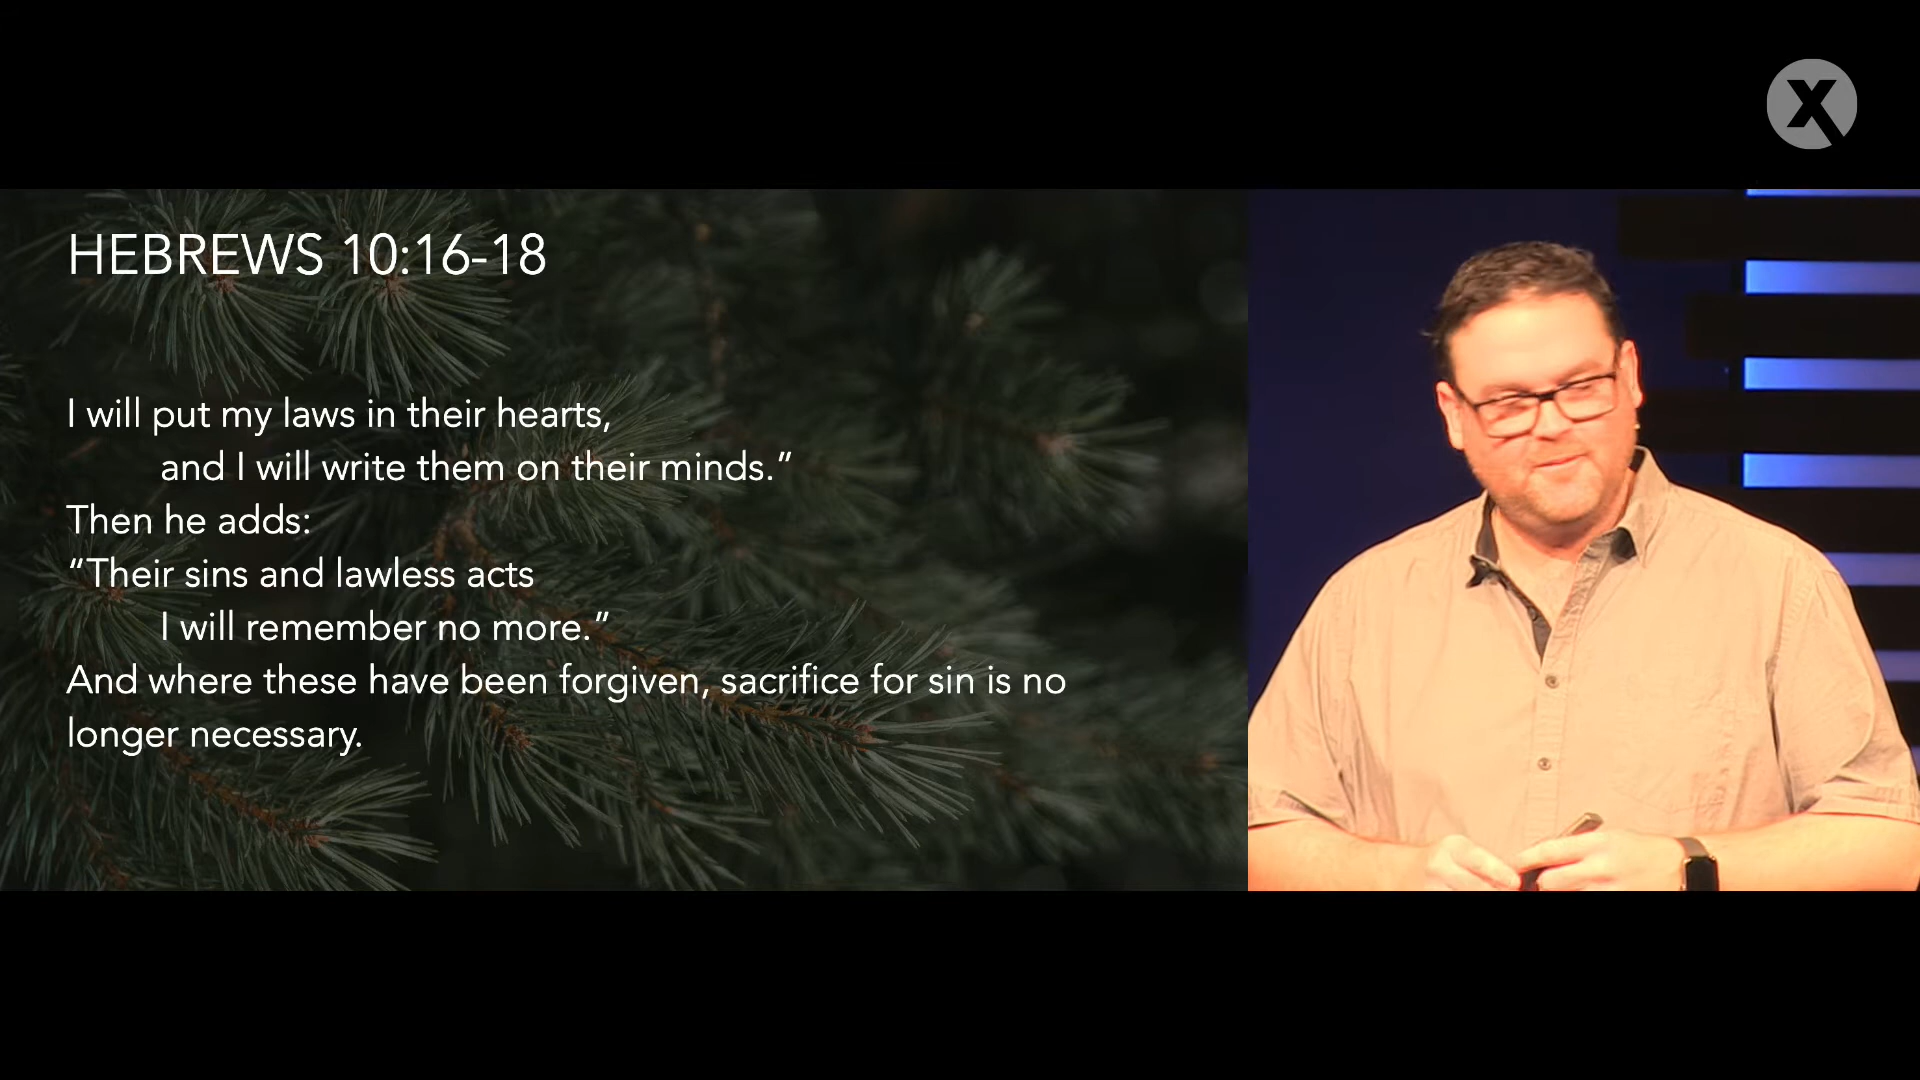 X
HEBREWS 10:16-18
I will put my laws in their hearts,
and I will write them on their minds.”
Then he adds:
“Their sins and lawless acts
I will remember no more.”
And where these have been forgiven, sacrifice for sin is no
longer necessary.